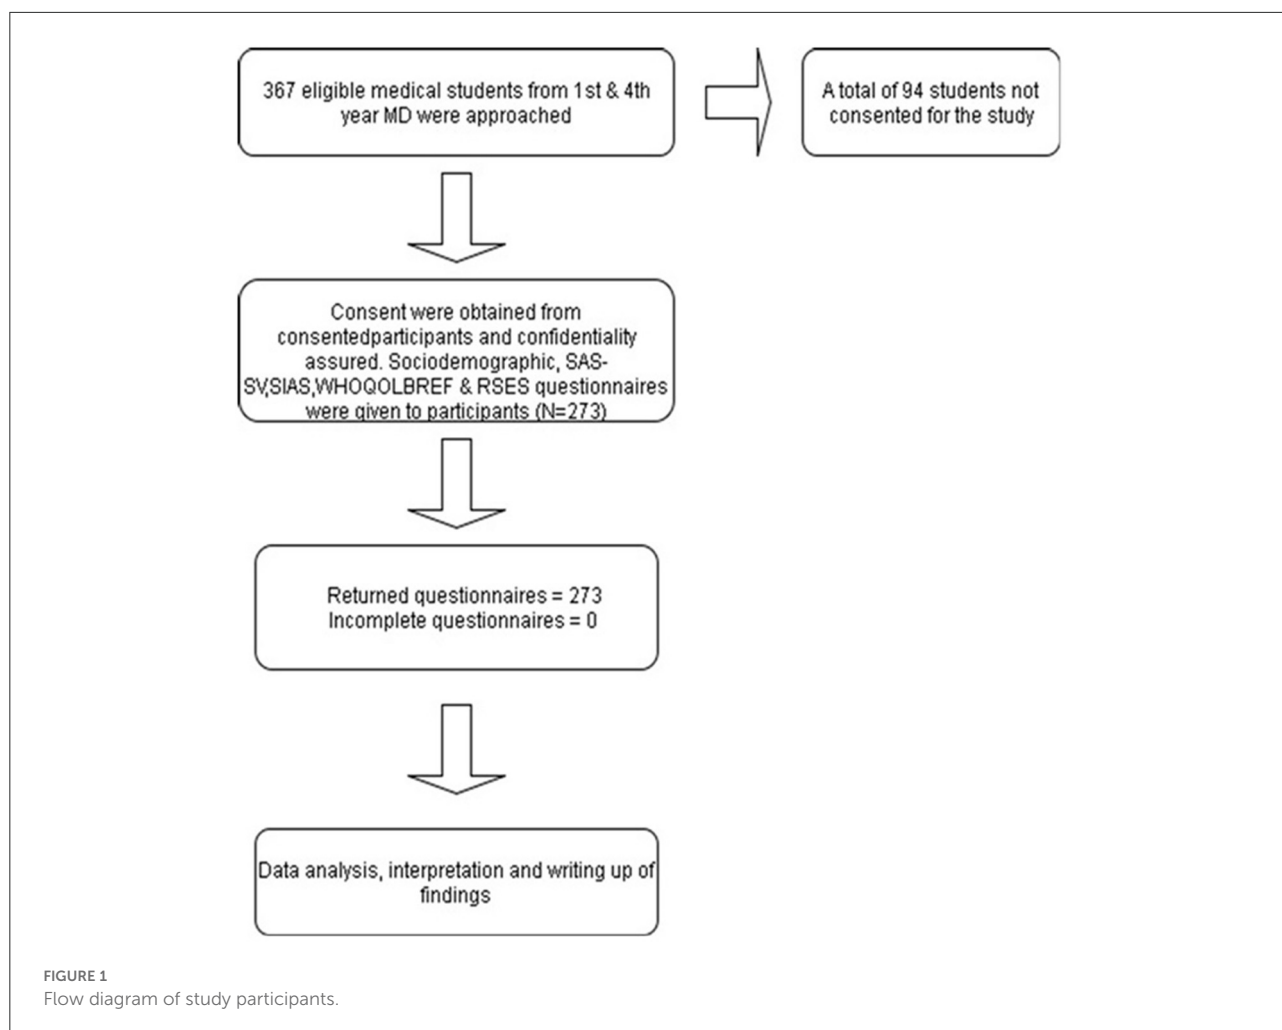 367 eligible medical students from 1st & 4th
year MD were approached
A total of 94 students not
consented for the study
Consent were obtained from
consentedparticipants and confidentiality
assured. Sociodemographic, SAS-
SV,SIAS,WHOQOLBREF & RSES questionnaires
were given to participants (N=273)
Returned questionnaires = 273
Incomplete questionnaires = 0
Data analysis, interpretation and writing up of
findings
FIGURE 1
Flow diagram of study participants.